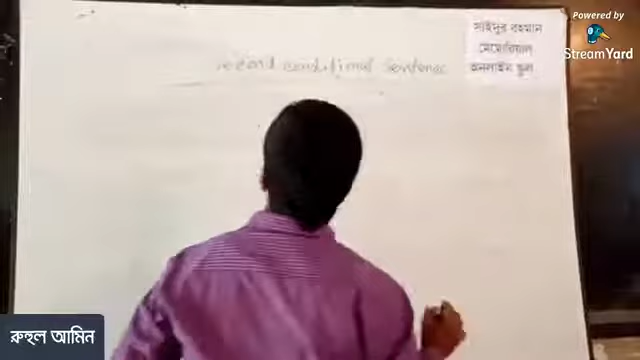 second conditional sentence
সাইদুর রহমান
মেমোরিয়াল
অনলাইন স্কুল
Powered by
StreamYard
রুহুল আমিন